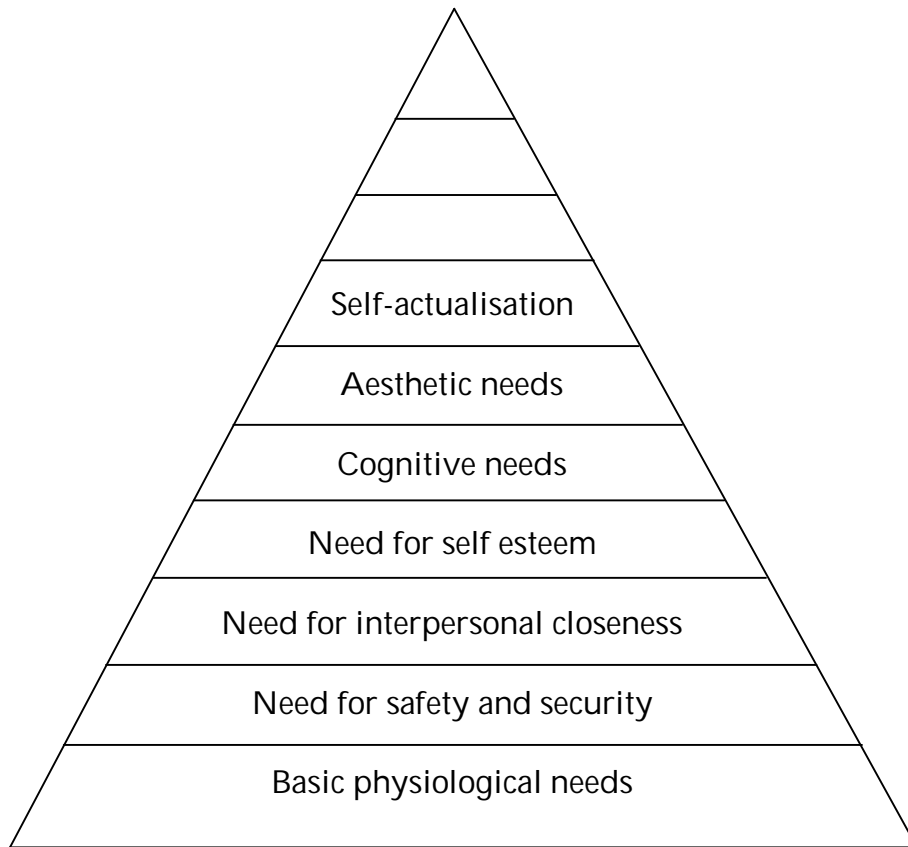 Self-actualisation
Aesthetic needs
Cognitive needs
Need for self esteem
Need for interpersonal closeness
Need for safety and security
Basic physiological needs